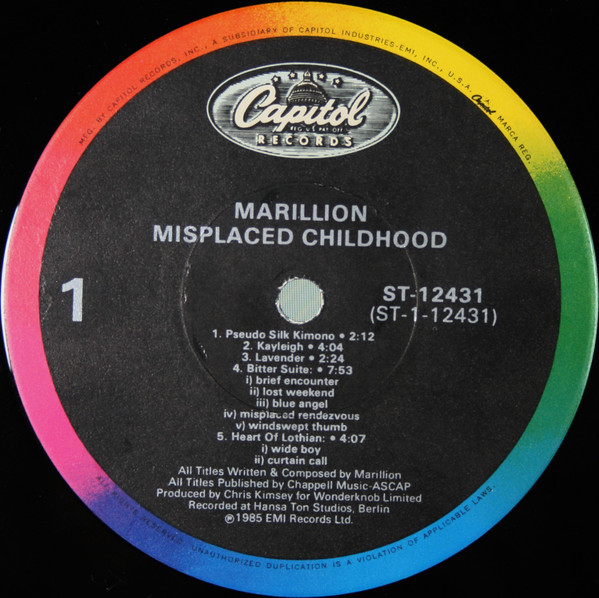 MFG. BY CAPITOL RECORDS, INC., A SUBSIDIARY OF CAPITOL INDUSTRIES-EMI, INC., U.S.A. Capitol MARCA REG.
Capitol
REG. U.S. PAT. OFF.
RECORDS
MARILLION
MISPLACED CHILDHOOD
1
ST-12431
(ST-1-12431)
1. Pseudo Silk Kimono • 2:12
2. Kayleigh • 4:04
3. Lavender • 2:24
4. Bitter Suite: • 7:53
i) brief encounter
ii) lost weekend
iii) blue angel
iv) misplaced rendezvous
v) windswept thumb
5. Heart Of Lothian: • 4:07
i) wide boy
ii) curtain call
All Titles Written & Composed by Marillion
All Titles Published by Chappell Music-ASCAP
Produced by Chris Kimsey for Wonderknob Limited
Recorded at Hansa Ton Studios, Berlin
℗1985 EMI Records Ltd.
ALL RIGHTS RESERVED. UNAUTHORIZED DUPLICATION IS A VIOLATION OF APPLICABLE LAWS.